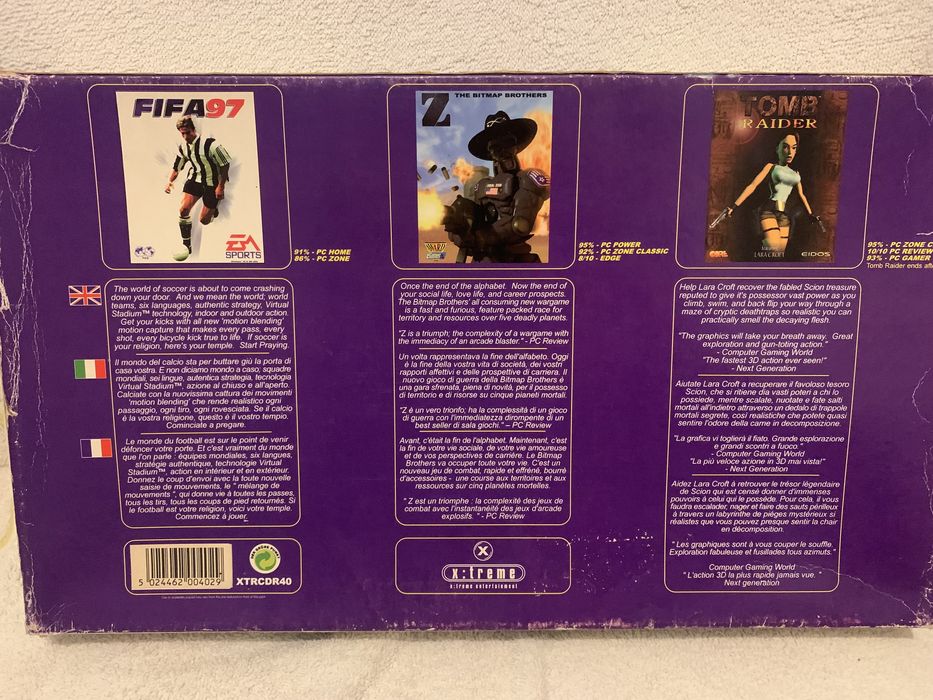 FIFA97
EA
SPORTS
91% - PC HOME
86% - PC ZONE
The world of soccer is about to come crashing
down your door. And we mean the world; world
teams, six languages, authentic strategy, Virtual
Stadium™ technology, indoor and outdoor action.
Get your kicks with all new 'motion blending'
motion capture that makes every pass, every
shot, every bicycle kick true to life. If soccer is
your religion, here's your temple. Start Praying.
Il mondo del calcio sta per buttare giù la porta di
casa vostra. E non diciamo mondo a caso; squadre
mondiali, sei lingue, autentica strategia, tecnologia
Virtual Stadium™, azione al chiuso e all'aperto.
Calciate con la nuovissima cattura dei movimenti
'motion blending' che rende realistico ogni
passaggio, ogni tiro, ogni rovesciata. Se il calcio
è la vostra religione, questo è il vostro tempio.
Cominciate a pregare.
Le monde du football est sur le point de venir
défoncer votre porte. Et c'est vraiment du monde
que l'on parle : équipes mondiales, six langues,
stratégie authentique, technologie Virtual
Stadium™, action en intérieur et en extérieur.
Donnez le coup d'envoi avec la toute nouvelle
saisie de mouvements, le " mélange de
mouvements ", qui donne vie à toutes les passes,
tous les tirs, tous les coups de pied retournés. Si
le football est votre religion, voici votre temple.
Commencez à jouer.
5 024462 004029
XTRCDR40
THE BITMAP BROTHERS
Z
95% - PC POWER
92% - PC ZONE CLASSIC
8/10 - EDGE
Once the end of the alphabet. Now the end of
your social life, love life, and career prospects.
The Bitmap Brothers' all consuming new wargame
is a fast and furious, feature packed race for
territory and resources over five deadly planets.
"Z is a triumph; the complexity of a wargame with
the immediacy of an arcade blaster." - PC Review
Un volta rappresentava la fine dell'alfabeto. Oggi
è la fine della vostra vita di società, dei vostri
rapporti affettivi e delle prospettive di carriera. Il
nuovo gioco di guerra della Bitmap Brothers è
una gara sfrenata, piena di novità, per il possesso
di territorio e di risorse su cinque pianeti mortali.
"Z è un vero trionfo; ha la complessità di un gioco
di guerra con l'immediatezza dirompente di un
best seller di sala giochi." – PC Review
Avant, c'était la fin de l'alphabet. Maintenant, c'est
la fin de votre vie sociale, de votre vie amoureuse
et de vos perspectives de carrière. Le Bitmap
Brothers va occuper toute votre vie. C'est un
nouveau jeu de combat, rapide et effréné, bourré
d'accessoires - une course aux territoires et aux
ressources sur cinq planètes mortelles.
" Z est un triomphe : la complexité des jeux de
combat avec l'instantanéité des jeux d'arcade
explosifs. " - PC Review
X
x:treme
x:treme entertainment
TOMB
RAIDER
LARA CROFT
CORE
EIDOS
95% - PC ZONE C
10/10 PC REVIEW
93% - PC GAMER
Tomb Raider ends aft
Help Lara Croft recover the fabled Scion treasure
reputed to give it's possessor vast power as you
climb, swim, and back flip your way through a
maze of cryptic deathtraps so realistic you can
practically smell the decaying flesh.
"The graphics will take your breath away. Great
exploration and gun-toting action."
- Computer Gaming World
"The fastest 3D action ever seen!"
- Next Generation
Aiutate Lara Croft a recuperare il favoloso tesoro
Scion, che si ritiene dia vasti poteri a chi lo
possiede, mentre scalate, nuotate e fate salti
mortali all'indietro attraverso un dedalo di trappole
mortali segrete, così realistiche che potete quasi
sentire l'odore della carne in decomposizione.
"La grafica vi toglierà il fiato. Grande esplorazione
e grandi scontri a fuoco"
- Computer Gaming World
"La più veloce azione in 3D mai vista!"
- Next Generation
Aidez Lara Croft à retrouver le trésor légendaire
de Scion qui est censé donner d'immenses
pouvoirs à celui qui le possède. Pour cela, il vous
faudra escalader, nager et faire des sauts périlleux
à travers un labyrinthe de pièges mystérieux si
réalistes que vous pouvez presque sentir la chair
en décomposition.
" Les graphiques sont à vous couper le souffle.
Exploration fabuleuse et fusillades tous azimuts."
Computer Gaming World
" L'action 3D la plus rapide jamais vue. "
Next generation